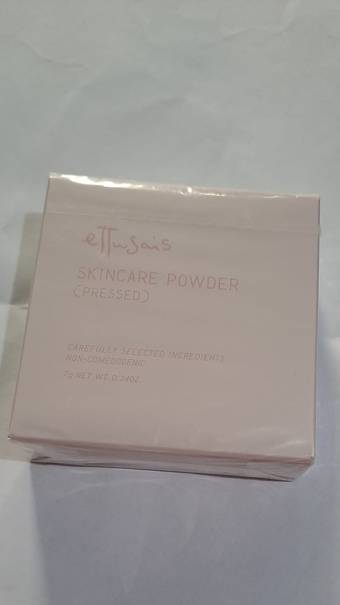 ettusais
SKINCARE POWDER
(PRESSED)
CAREFULLY SELECTED INGREDIENTS
NON-COMEDOGENIC
7g NET WT. 0.24OZ.